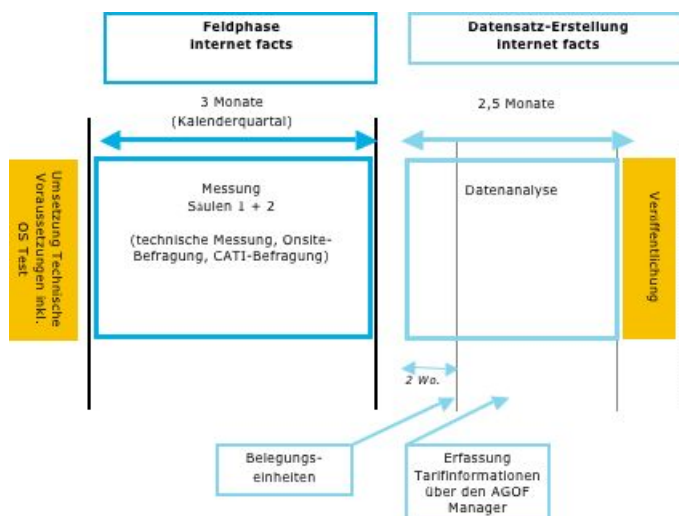 Feldphase
internet facts
Datensatz-Erstellung
internet facts
3 Monate
(Kalenderquartal)
2,5 Monate
Umsetzung Technische
Voraussetzungen inkl.
OS Test
Messung
Säulen 1 + 2
(technische Messung, Onsite-
Befragung, CATI-Befragung)
Datenanalyse
Veröffentlichung
2 Wo.
Belegungs-
einheiten
Erfassung
Tarifinformationen
über den AGOF
Manager